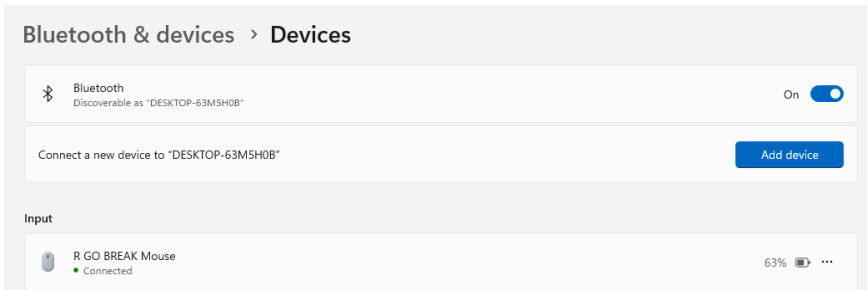 Bluetooth & devices > Devices
Bluetooth
Discoverable as “DESKTOP-63M5H0B”
On
Connect a new device to “DESKTOP-63M5H0B”
Add device
Input
R GO BREAK Mouse
Connected
63%